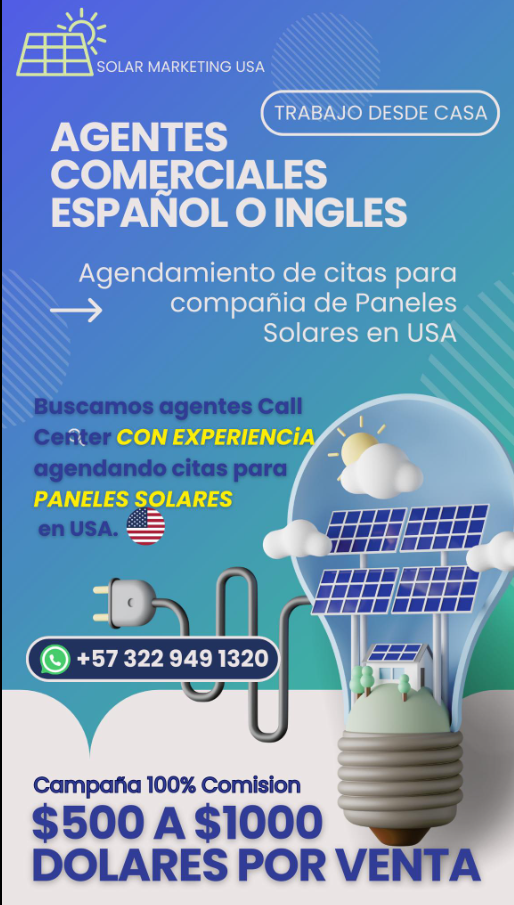 SOLAR MARKETING USA
TRABAJO DESDE CASA
AGENTES
COMERCIALES
ESPAÑOL O INGLES
Agendamiento de citas para
compañia de Paneles
Solares en USA
Buscamos agentes Call
Center CON EXPERIENCiA
agendando citas para
PANELES SOLARES
en USA.
+57 322 949 1320
Campaña 100% Comision
$500 A $1000
DOLARES POR VENTA